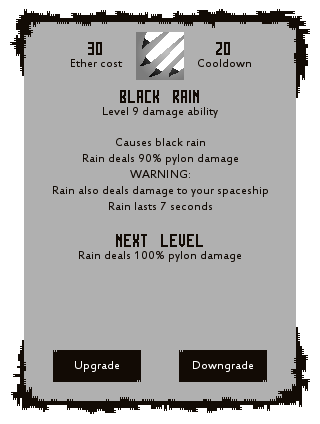 30 20
Ether cost Cooldown
BLACK RAIN
Level 9 damage ability
Causes black rain
Rain deals 90% pylon damage
WARNING:
Rain also deals damage to your spaceship
Rain lasts 7 seconds
NEXT LEVEL
Rain deals 100% pylon damage
Upgrade Downgrade